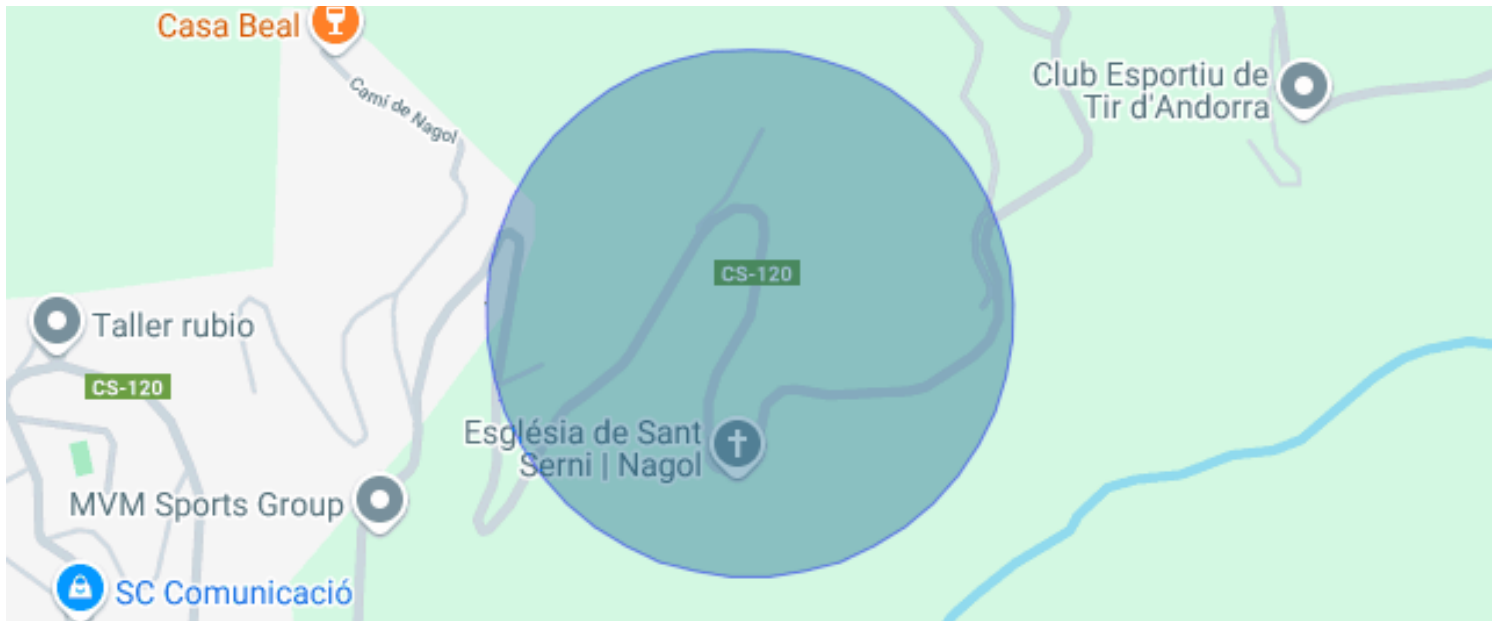 Casa Beal
Camí de Nagol
Club Esportiu de
Tir d'Andorra
CS-120
Taller rubio
CS-120
Església de Sant
Serni | Nagol
MVM Sports Group
SC Comunicació